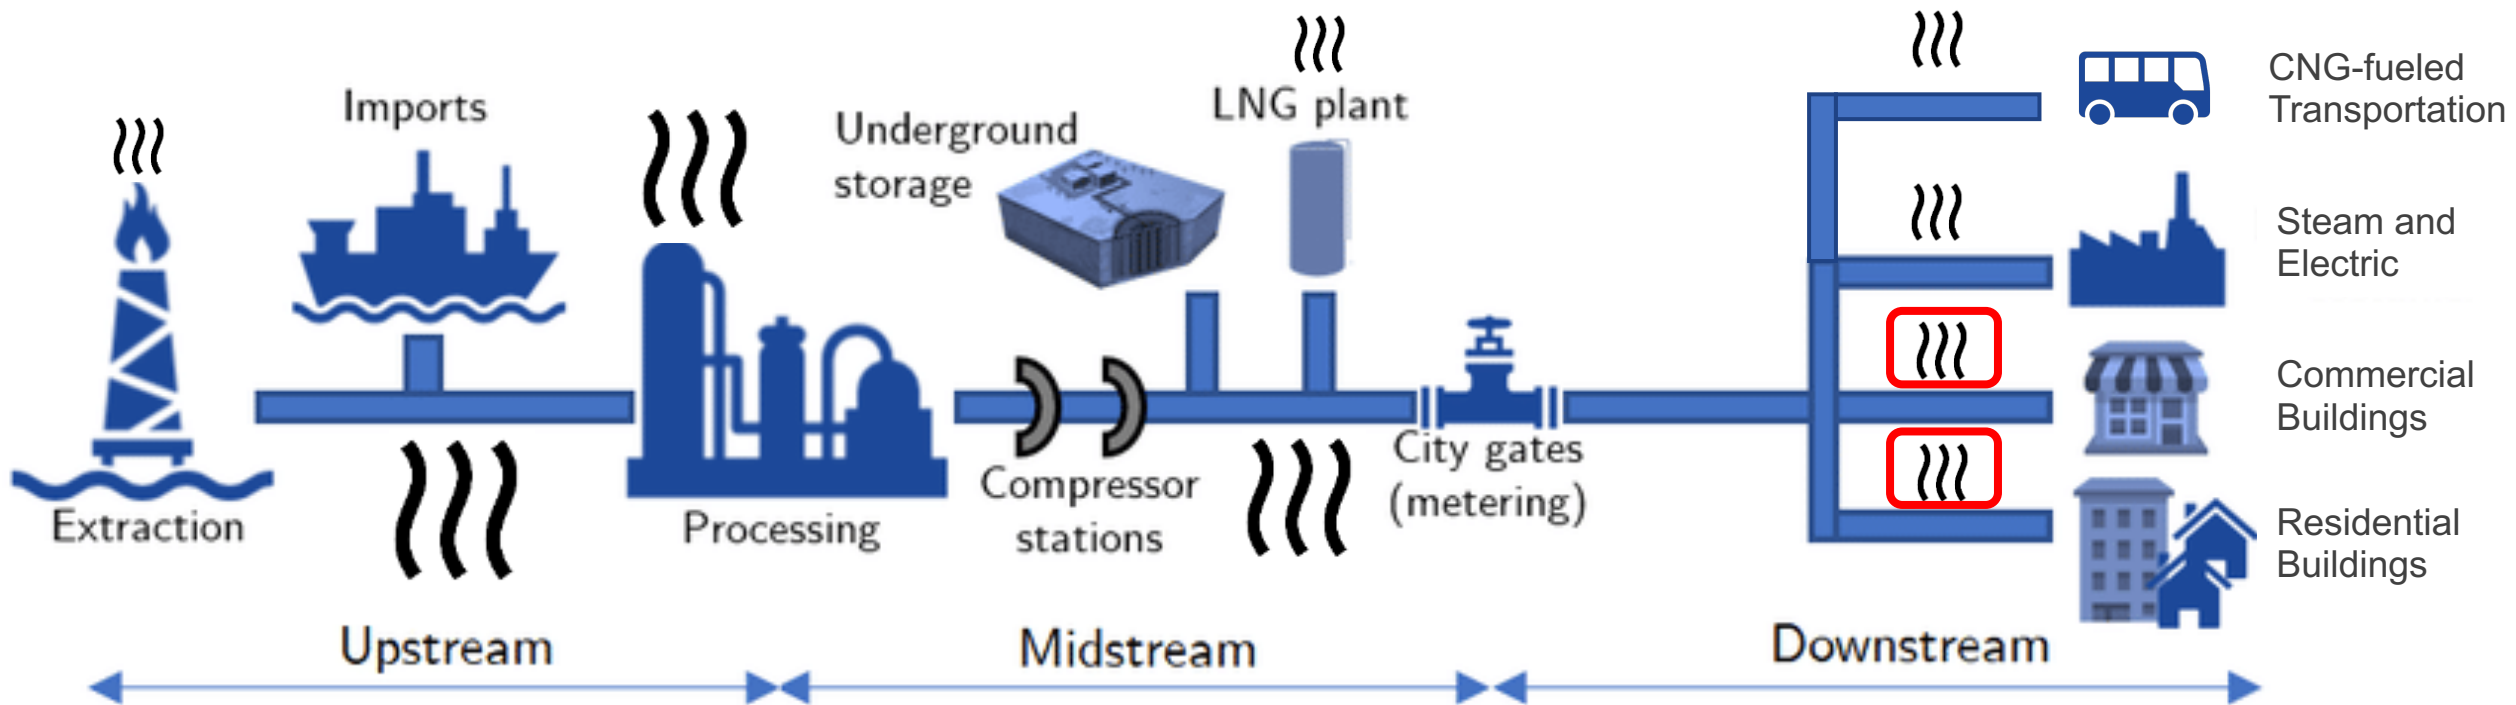 Imports
LNG plant
Underground
storage
CNG-fueled
Transportation
Steam and
Electric
Commercial
Buildings
Residential
Buildings
City gates
(metering)
Compressor
stations
Extraction
Processing
Upstream
Midstream
Downstream